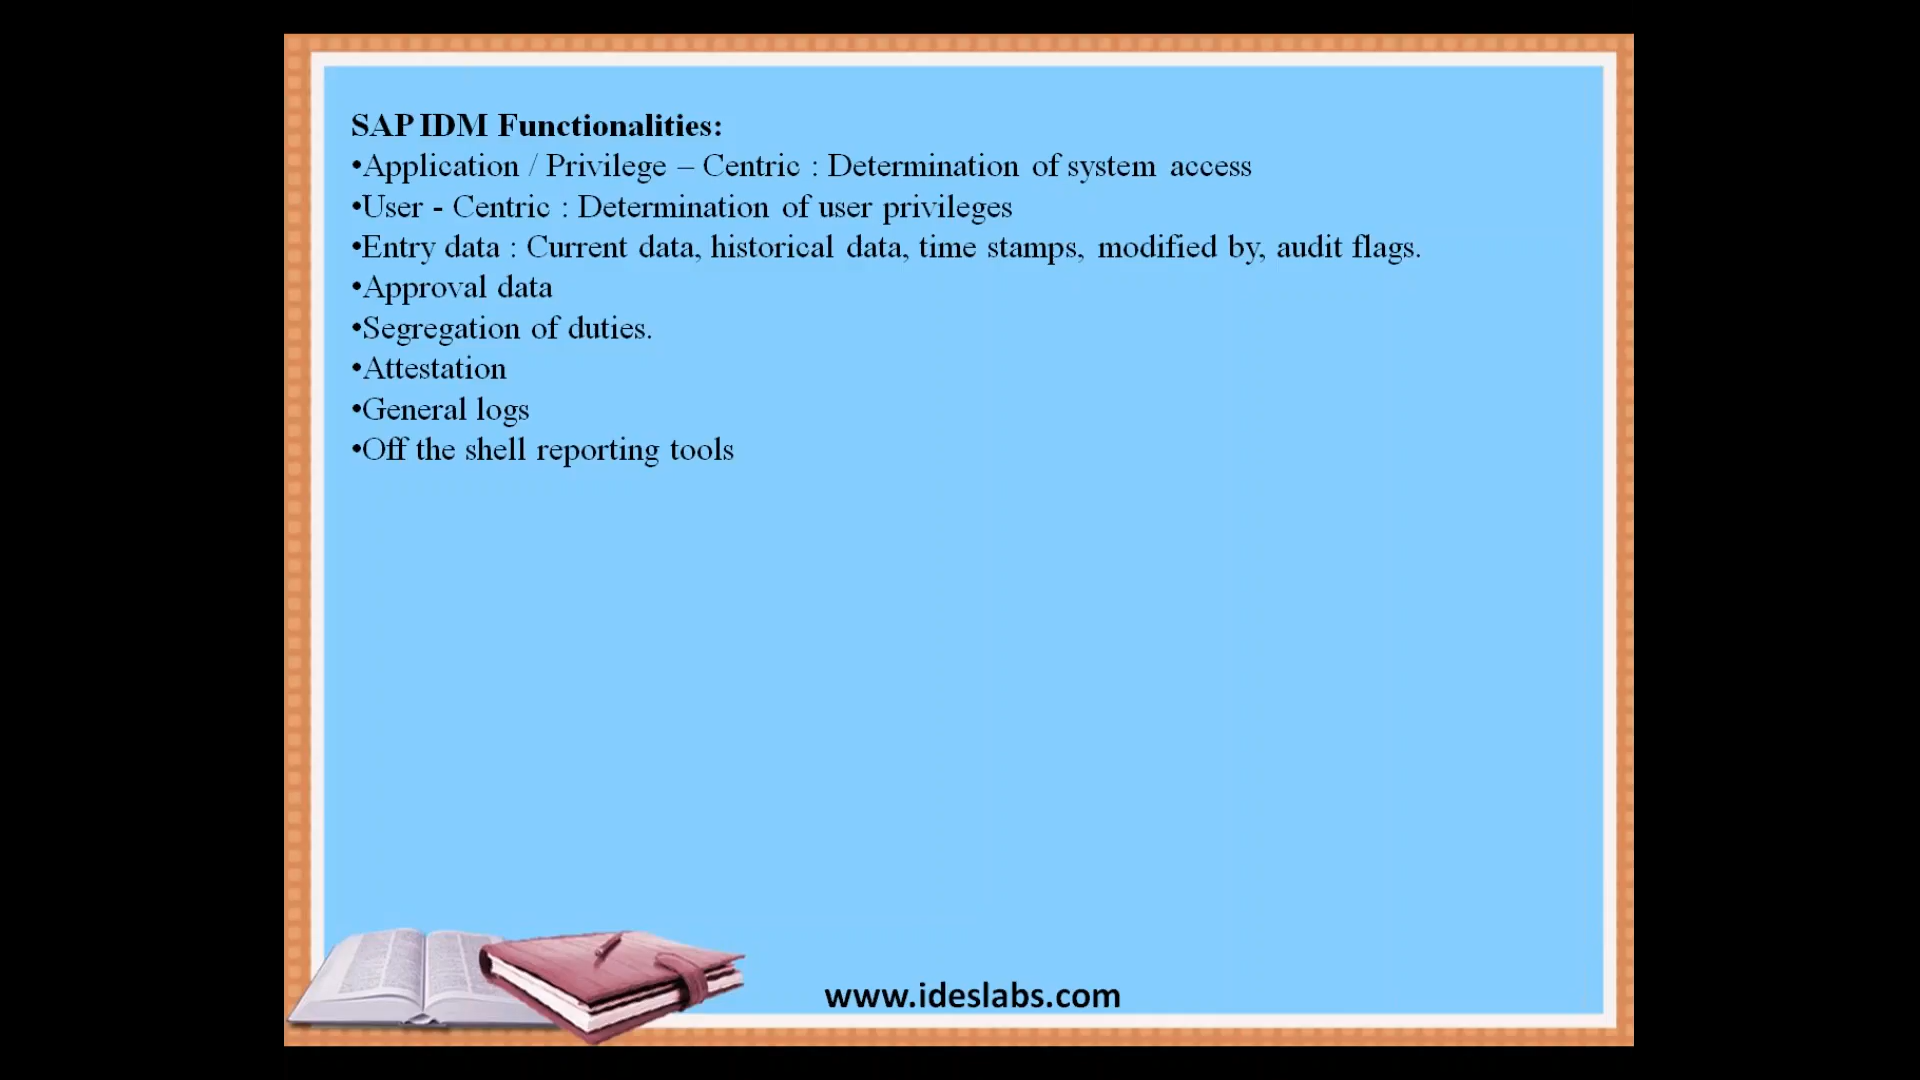 SAP IDM Functionalities:
•Application / Privilege – Centric : Determination of system access
•User - Centric : Determination of user privileges
•Entry data : Current data, historical data, time stamps, modified by, audit flags.
•Approval data
•Segregation of duties.
•Attestation
•General logs
•Off the shell reporting tools
www.ideslabs.com